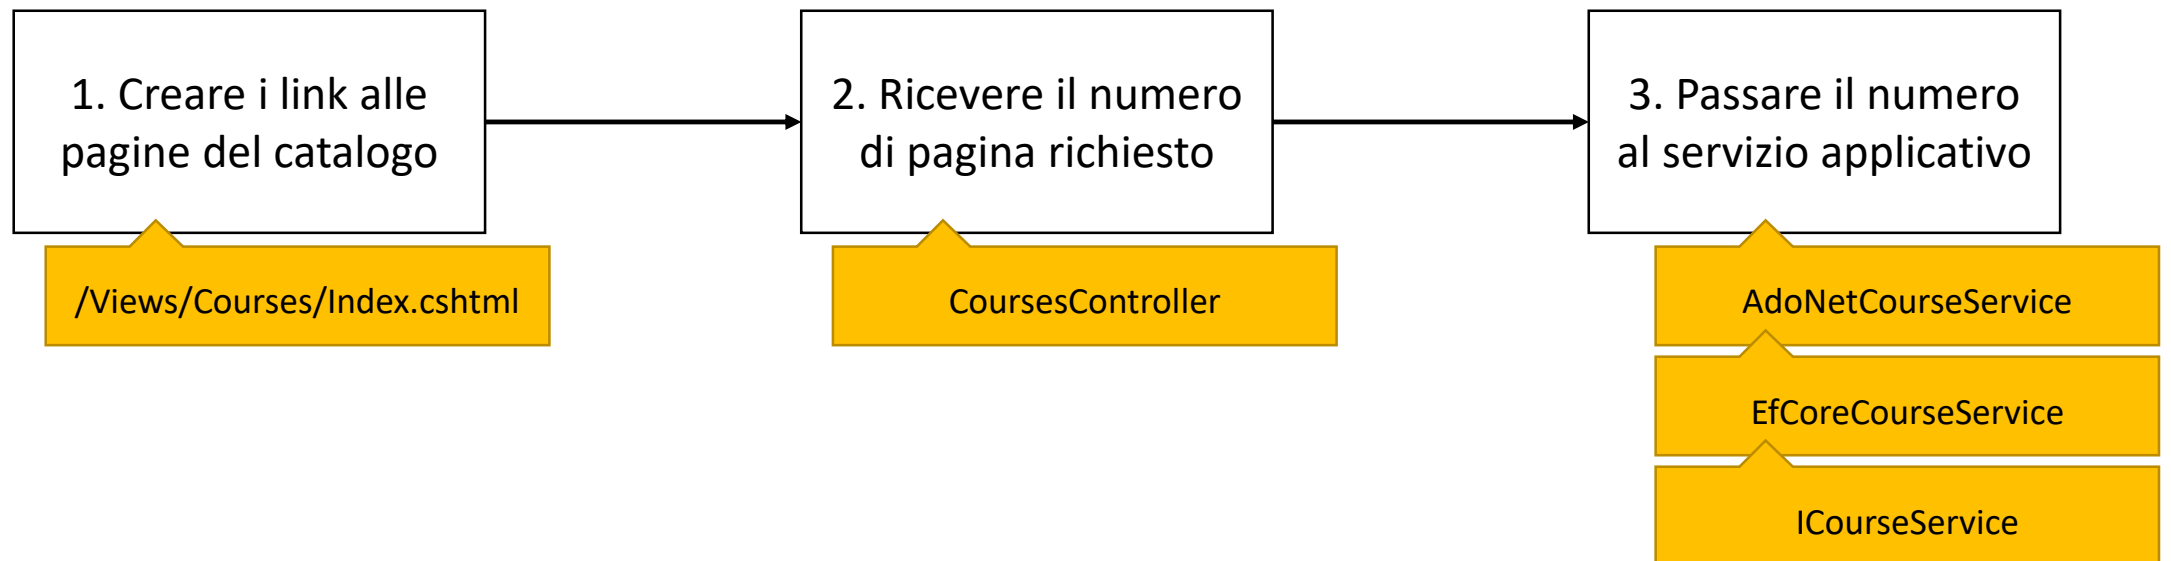 1. Creare i link alle
pagine del catalogo
2. Ricevere il numero
di pagina richiesto
3. Passare il numero
al servizio applicativo
/Views/Courses/Index.cshtml
CoursesController
AdoNetCourseService
EfCoreCourseService
ICourseService